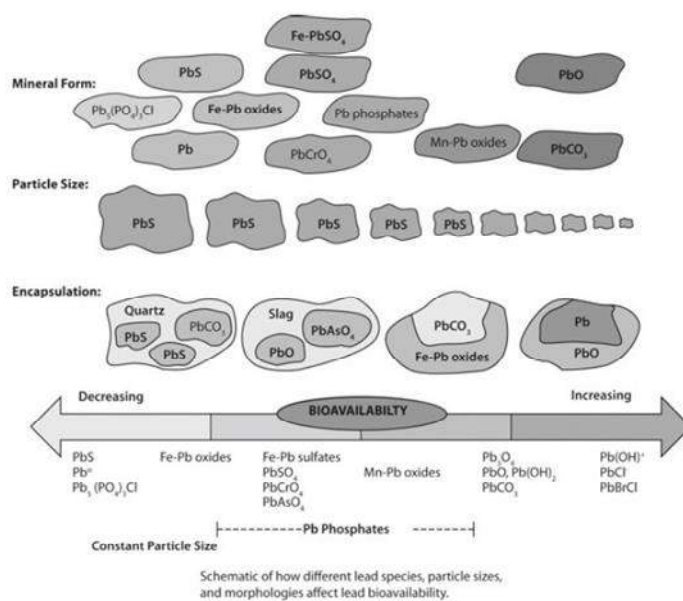 Fe-PbSO₄
PbS
PbSO₄
PbO
Mineral Form:
Pb₅(PO₄)₃Cl
Fe-Pb oxides
Pb phosphates
Pb
PbCrO₄
Mn-Pb oxides
PbCO₃
Particle Size:
PbS PbS PbS PbS PbS
Encapsulation:
Quartz
PbS
PbCO₃
PbS
Slag
PbO
PbAsO₄
PbCO₃
Fe-Pb oxides
Pb
PbO
Decreasing
BIOAVAILABILTY
Increasing
PbS
Pb°
Pb₅ (PO₄)₃Cl
Fe-Pb oxides
Fe-Pb sulfates
PbSO₄
PbCrO₄
PbAsO₄
Mn-Pb oxides
Pb₃O₄
PbO, Pb(OH)₂
PbCO₃
Pb(OH)⁺
PbCl
PbBrCl
Pb Phosphates
Constant Particle Size
Schematic of how different lead species, particle sizes,
and morphologies affect lead bioavailability.